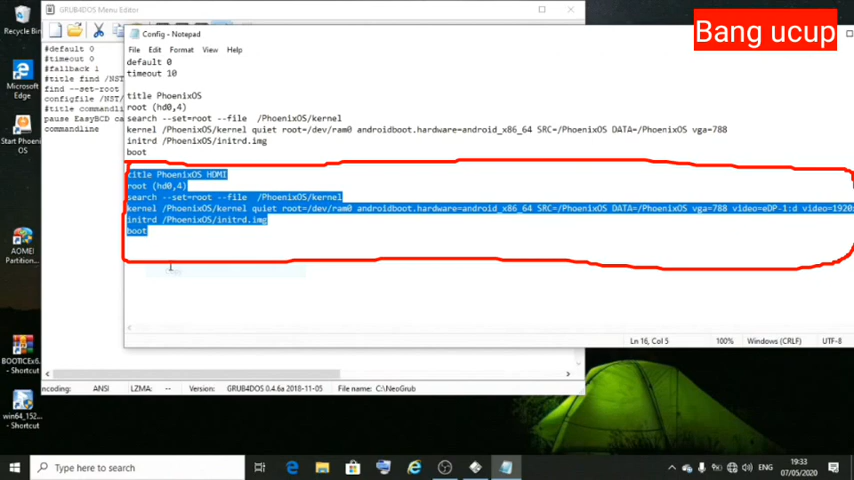 Recycle Bin
Microsoft
Edge
Start Phoeni
OS
AOMEI
Partition...
BOOTICEx6...
- Shortcut
win64_152...
- Shortcut
GRUB4DOS Menu Editor
#default 0
#timeout 0
#fallback 1
#title find /NST/
find --set-root
configfile /NST/
#title commandlin
pause EasyBCD ca
commandline
Config - Notepad
File Edit Format View Help
default 0
timeout 10
title PhoenixOS
root (hd0,4)
search --set=root --file /PhoenixOS/kernel
kernel /PhoenixOS/kernel quiet root=/dev/ram0 androidboot.hardware=android_x86_64 SRC=/PhoenixOS DATA=/PhoenixOS vga=788
initrd /PhoenixOS/initrd.img
boot
title PhoenixOS HDMI
root (hd0,4)
search --set=root --file /PhoenixOS/kernel
kernel /PhoenixOS/kernel quiet root=/dev/ram0 androidboot.hardware=android_x86_64 SRC=/PhoenixOS DATA=/PhoenixOS vga=788 video=eDP-1:d video=1920
initrd /PhoenixOS/initrd.img
boot
Ln 16, Col 5 100% Windows (CRLF) UTF-8
ncoding: ANSI LZMA: -- Version: GRUB4DOS 0.4.6a 2018-11-05 File name: C:\NeoGrub
Bang ucup
Type here to search
ENG
19:33
07/05/2020